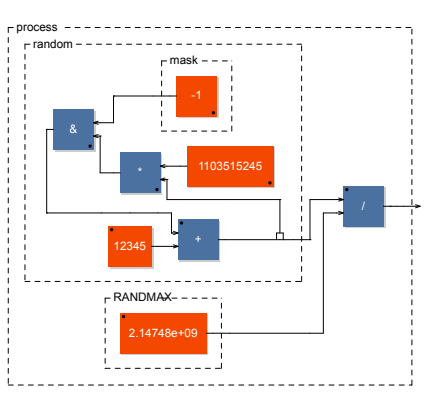 process
random
mask
-1
&
*
1103515245
12345
+
/
RANDMAX
2.14748e+09